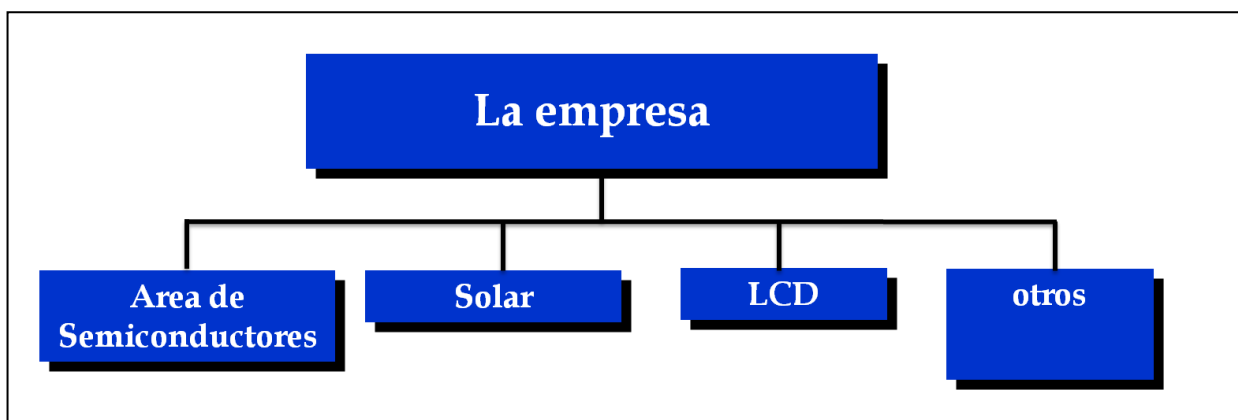 La empresa
Area de
Semiconductores
Solar
LCD
otros